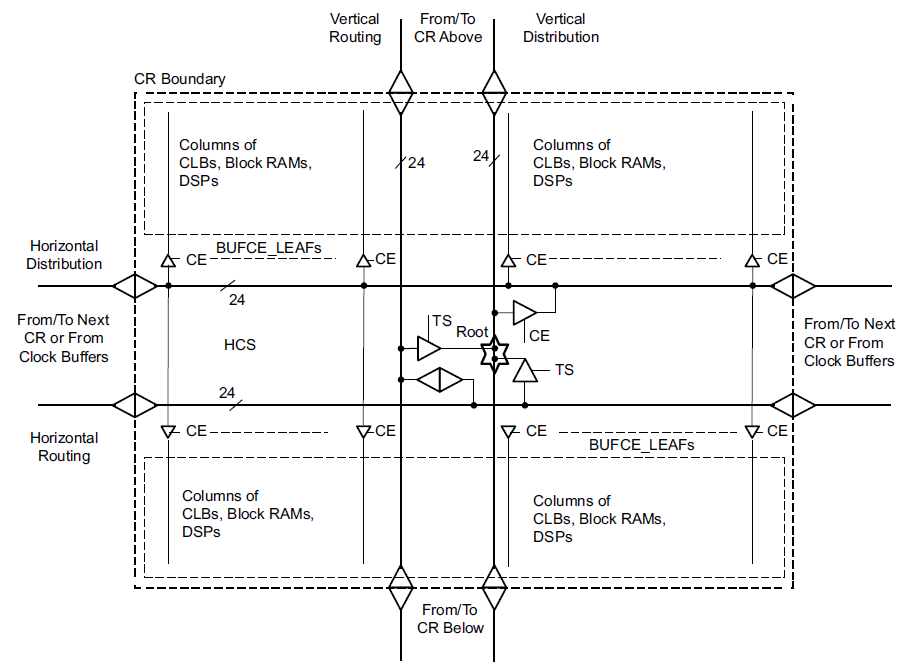 Vertical
Routing
From/To
CR Above
Vertical
Distribution
CR Boundary
Columns of
CLBs, Block RAMs,
DSPs
24
24
Columns of
CLBs, Block RAMs,
DSPs
Horizontal
Distribution
BUFCE_LEAFs
CE
CE
CE
CE
24
From/To Next
CR or From
Clock Buffers
HCS
TS
Root
CE
TS
From/To Next
CR or From
Clock Buffers
24
Horizontal
Routing
CE
CE
CE
CE
BUFCE_LEAFs
Columns of
CLBs, Block RAMs,
DSPs
Columns of
CLBs, Block RAMs,
DSPs
From/To
CR Below